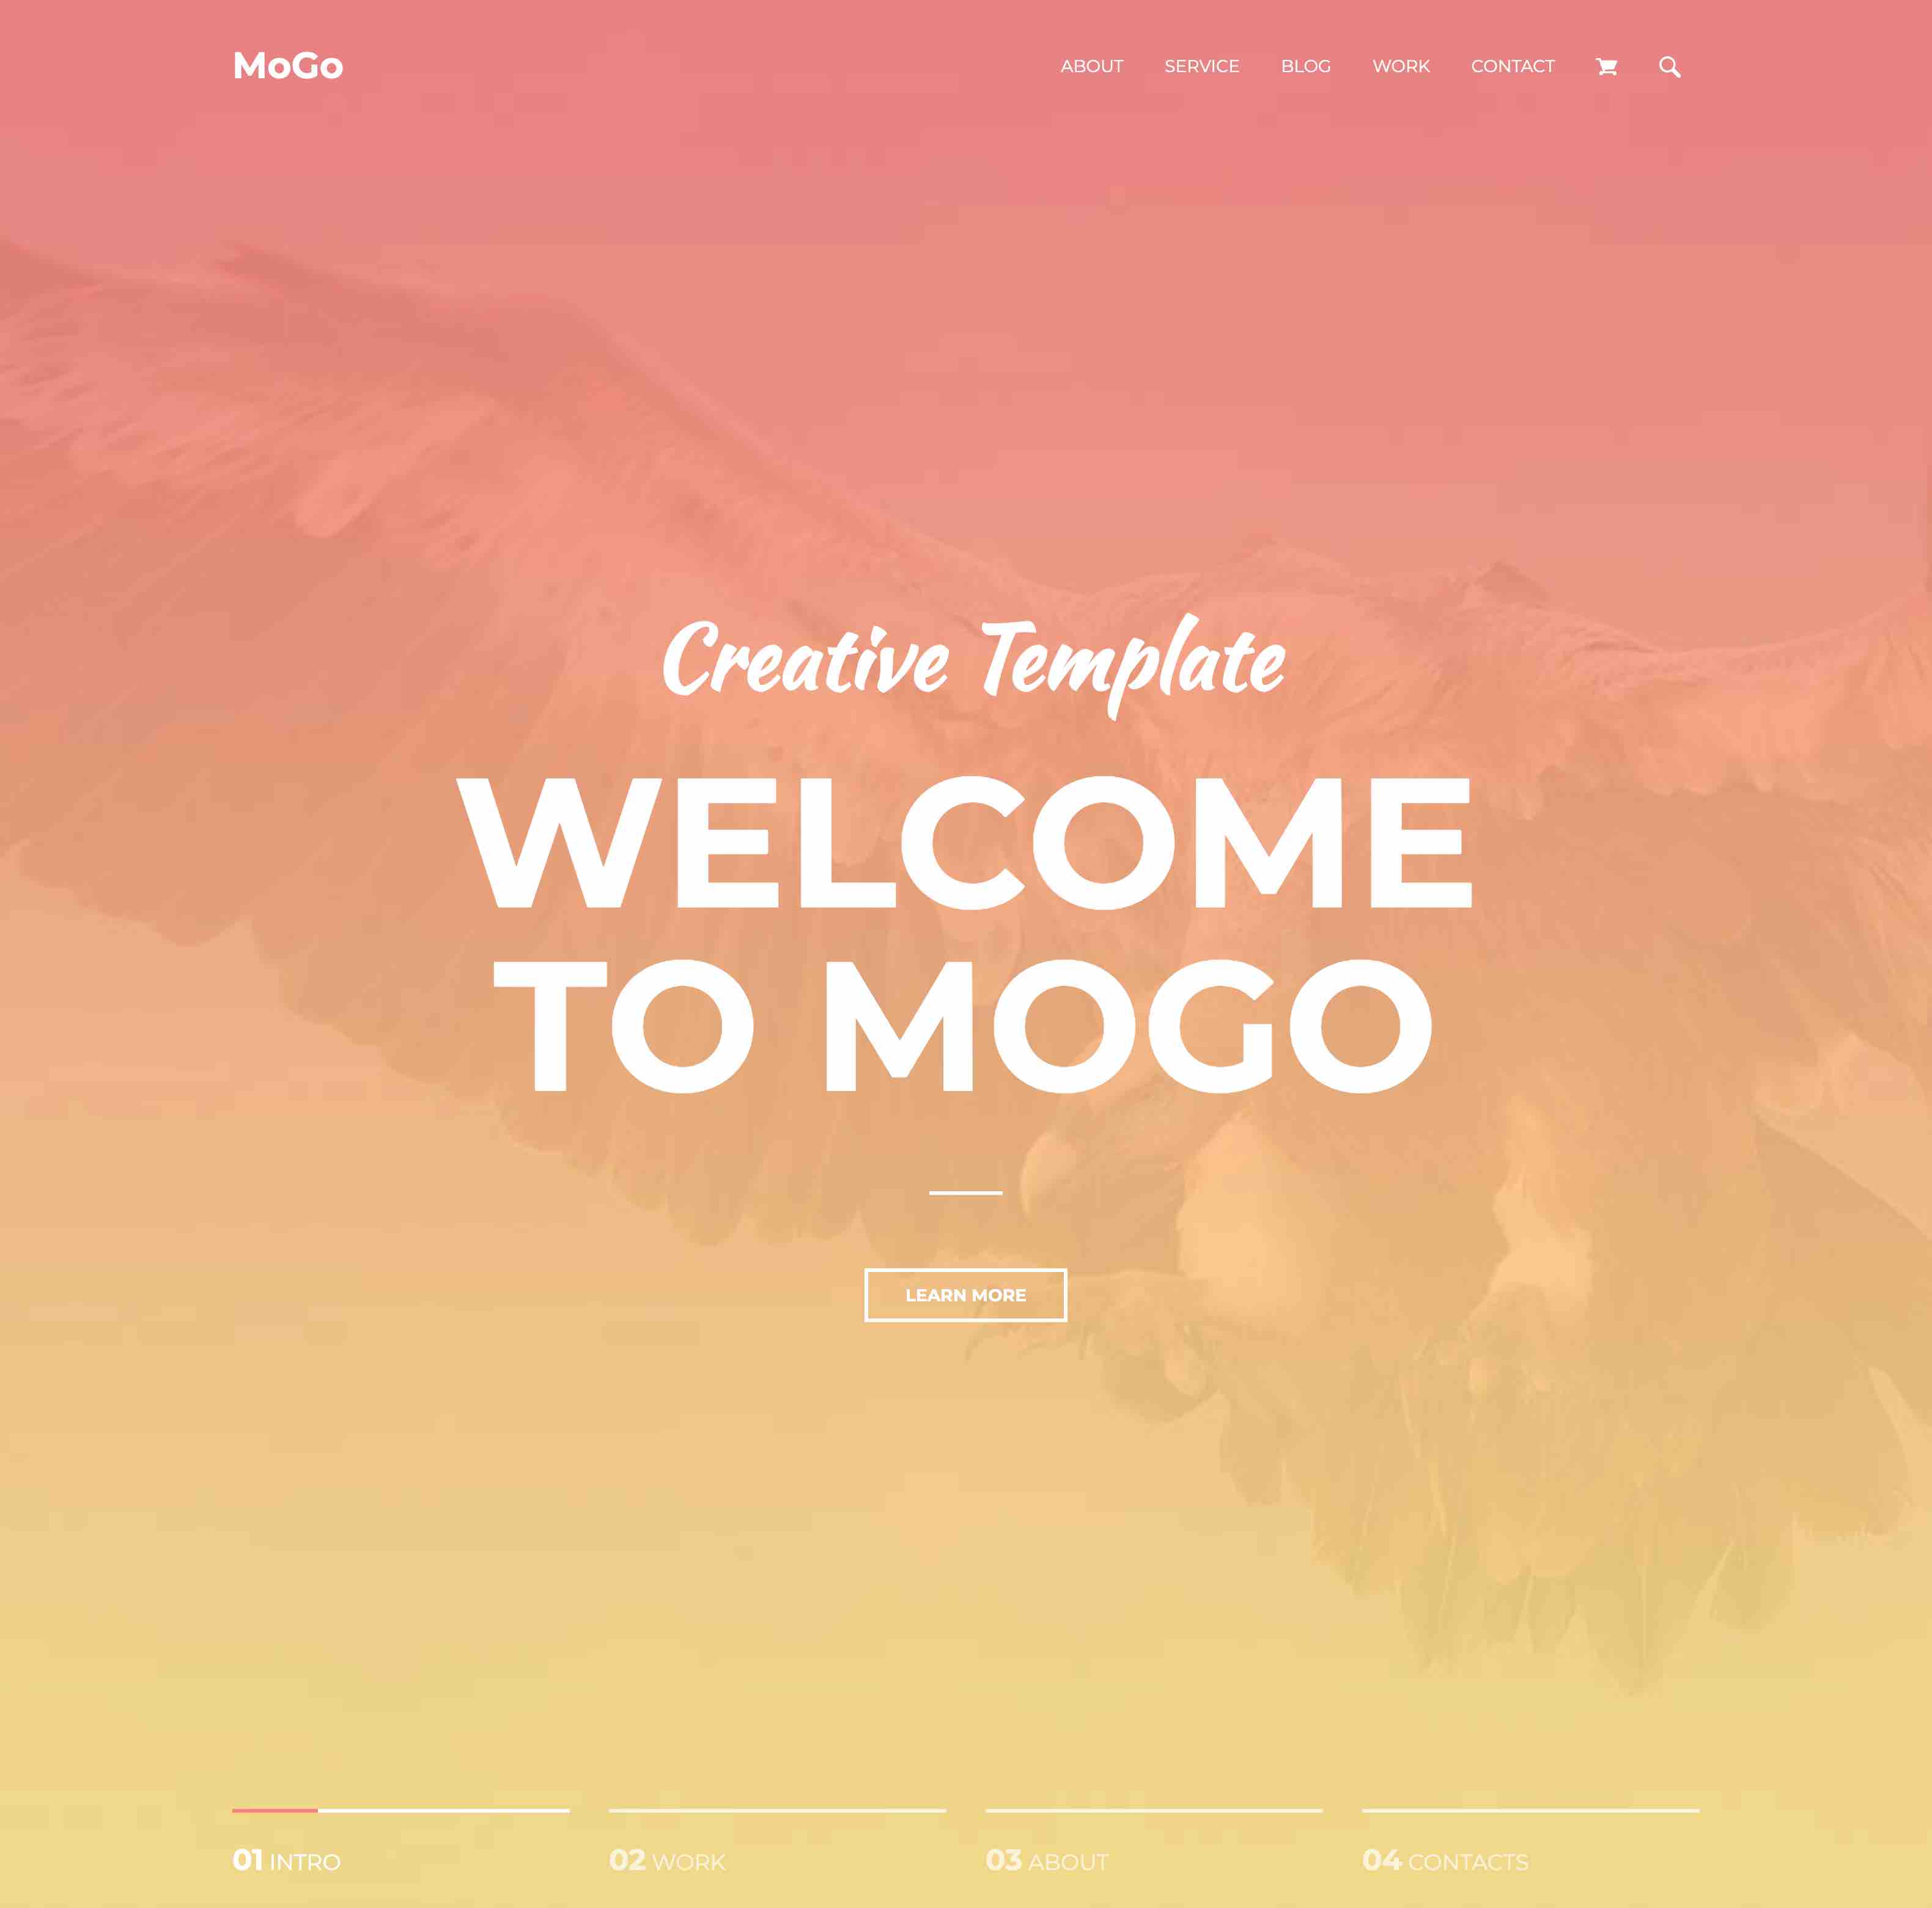 MoGo
ABOUT SERVICE BLOG WORK CONTACT
Creative Template
WELCOME
TO MOGO
LEARN MORE
01 INTRO 02 WORK 03 ABOUT 04 CONTACTS